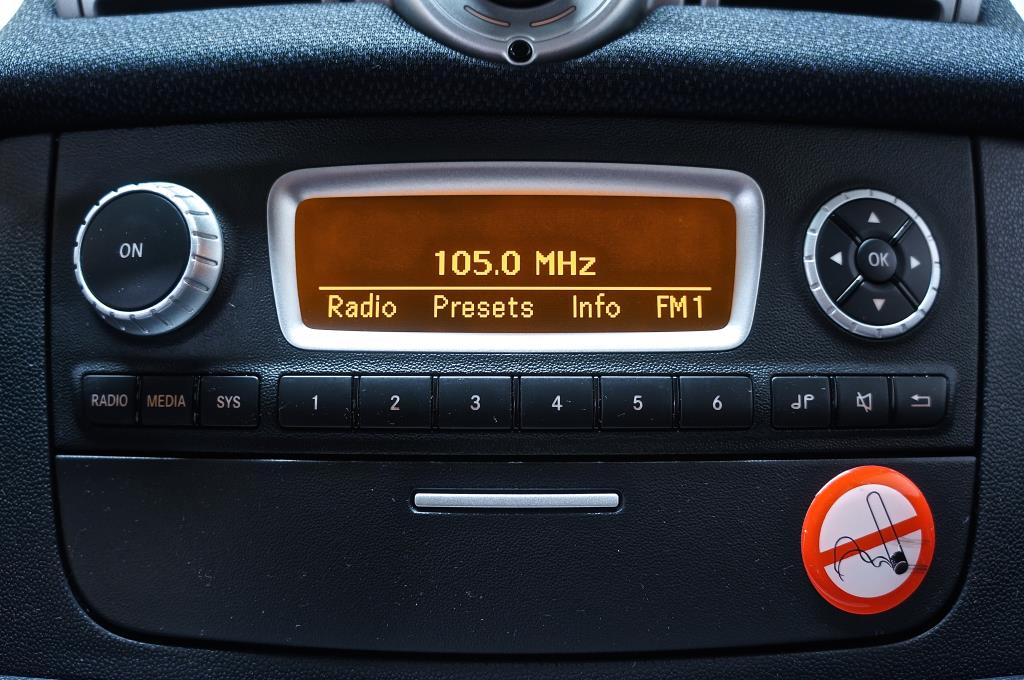 ON
105.0 MHz
Radio Presets Info FM1
OK
RADIO MEDIA SYS 1 2 3 4 5 6